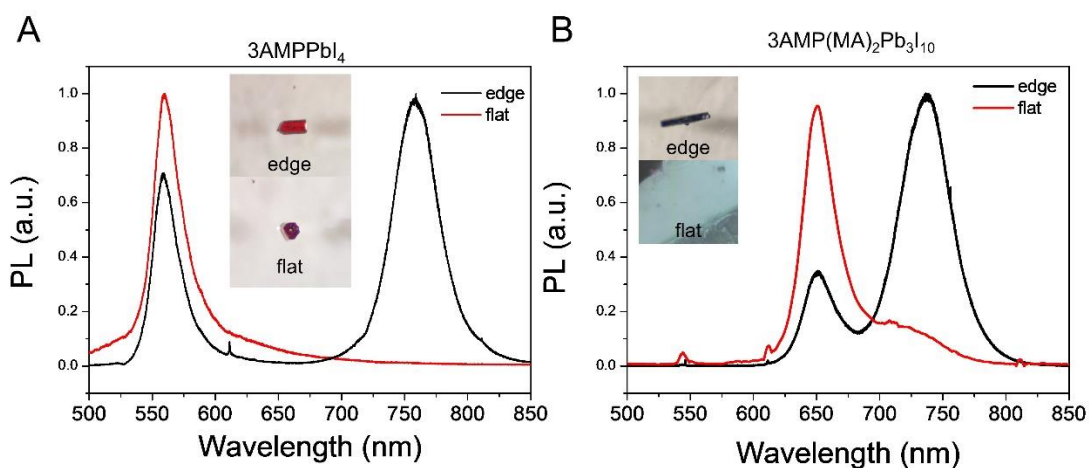 A
3AMPPbI₄
edge
flat
edge
flat
1.0
0.8
0.6
0.4
0.2
0.0
PL (a.u.)
500 550 600 650 700 750 800 850
Wavelength (nm)
B
3AMP(MA)₂Pb₃I₁₀
edge
flat
edge
flat
1.0
0.8
0.6
0.4
0.2
0.0
PL (a.u.)
500 550 600 650 700 750 800 850
Wavelength (nm)